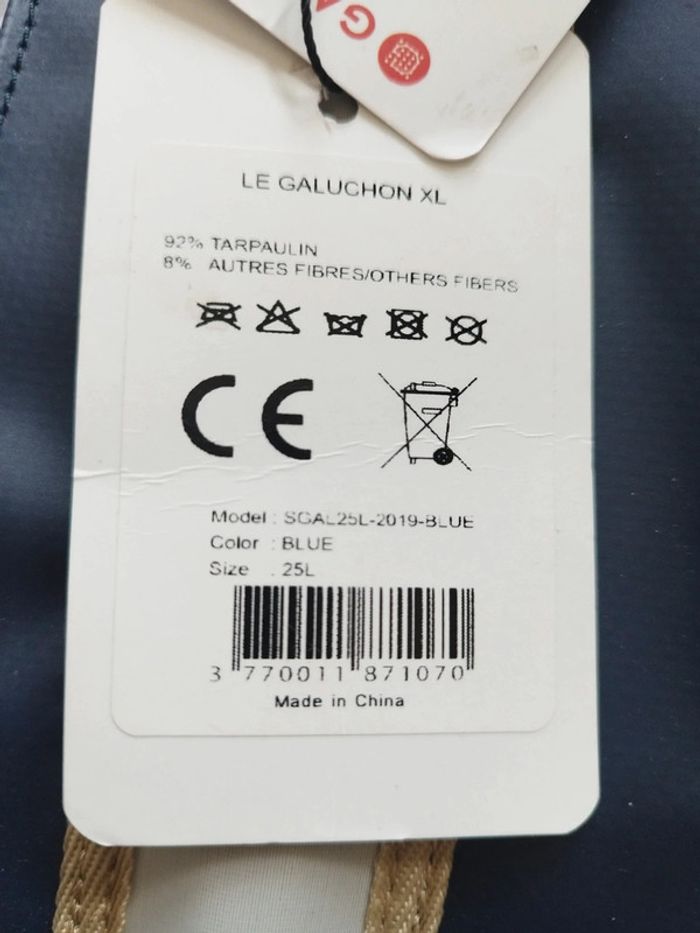 GA
LE GALUCHON XL
92% TARPAULIN
8% AUTRES FIBRES/OTHERS FIBERS
CE
Model : SGAL25L-2019-BLUE
Color : BLUE
Size : 25L
3 770011 871070
Made in China